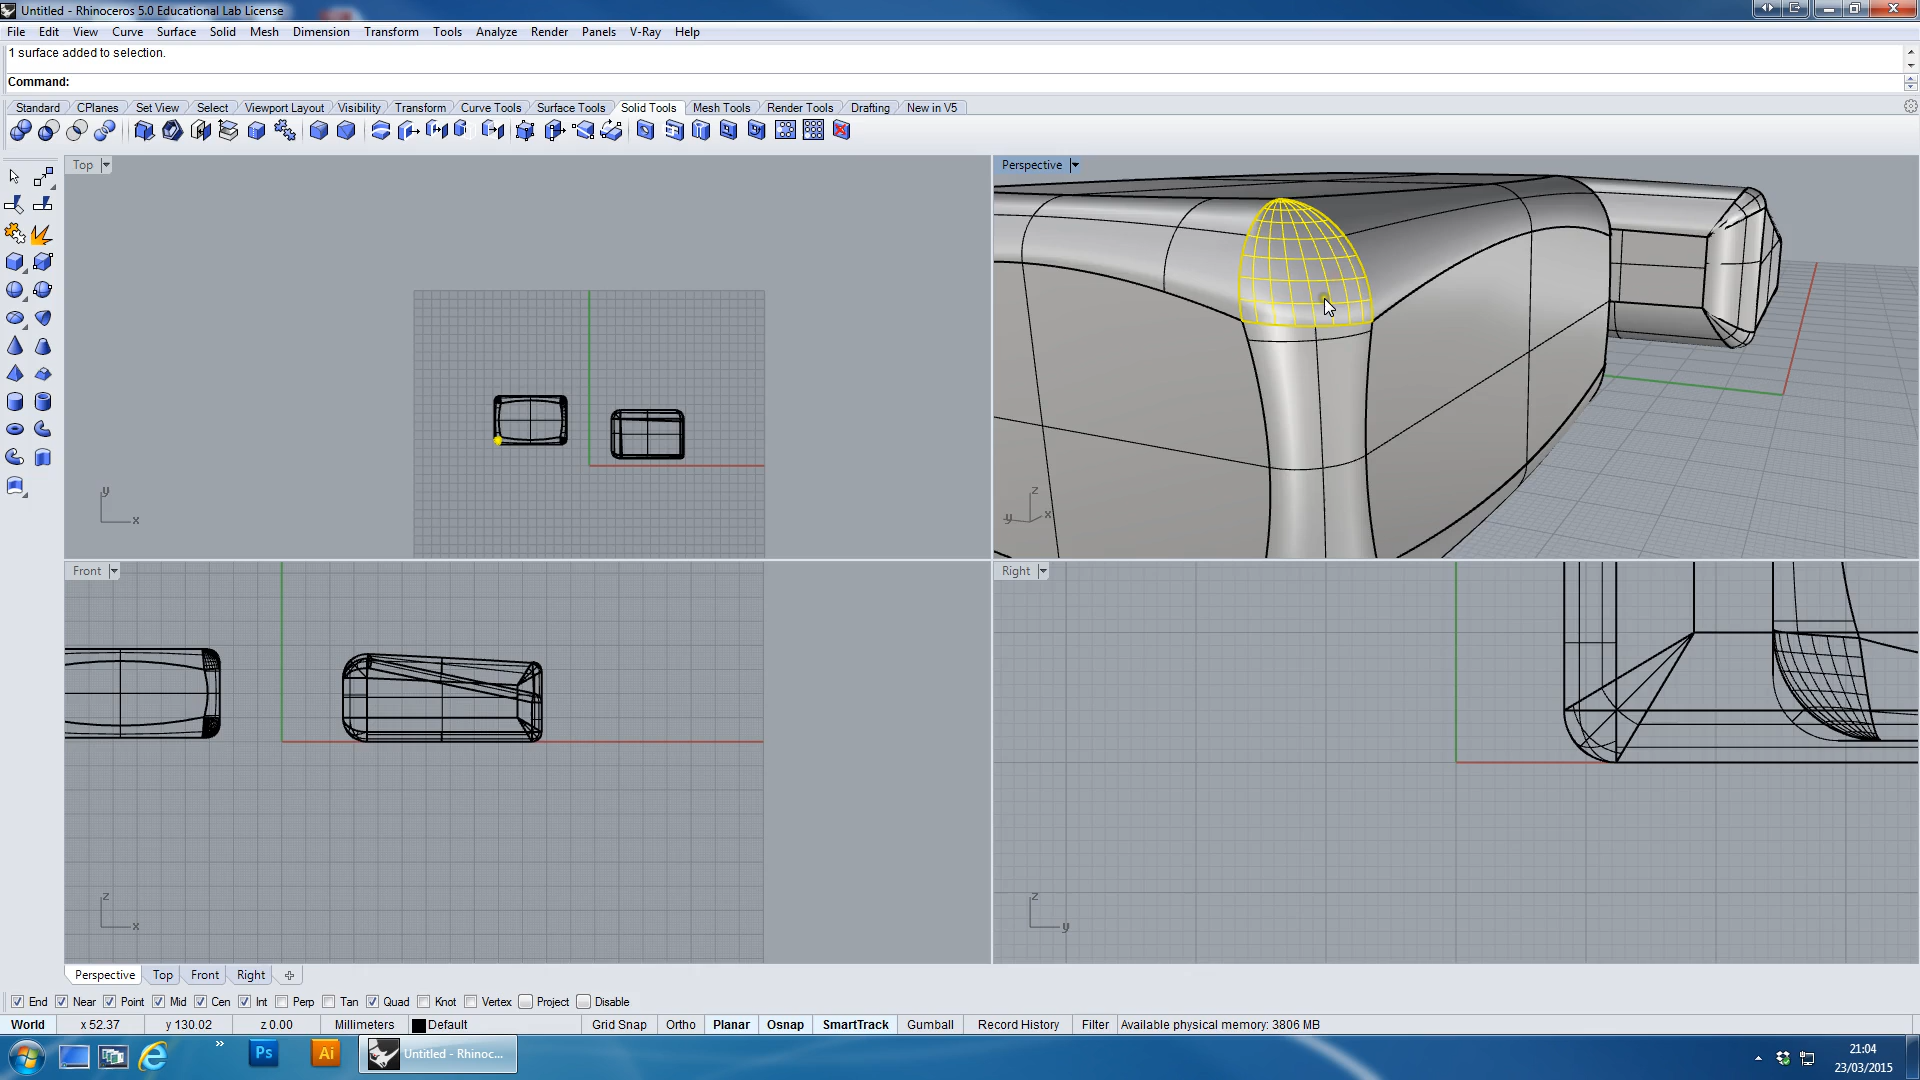 Untitled - Rhinoceros 5.0 Educational Lab License
File Edit View Curve Surface Solid Mesh Dimension Transform Tools Analyze Render Panels V-Ray Help
1 surface added to selection.
Command:
Standard CPlanes Set View Select Viewport Layout Visibility Transform Curve Tools Surface Tools Solid Tools Mesh Tools Render Tools Drafting New in V5
Top
Perspective
y
x
z
y
x
Front
Right
z
x
z
y
Perspective Top Front Right
End Near Point Mid Cen Int Perp Tan Quad Knot Vertex Project Disable
World x 52.37 y 130.02 z 0.00 Millimeters Default Grid Snap Ortho Planar Osnap SmartTrack Gumball Record History Filter Available physical memory: 3806 MB
» Ps Ai Untitled - Rhinoc...
21:04
23/03/2015